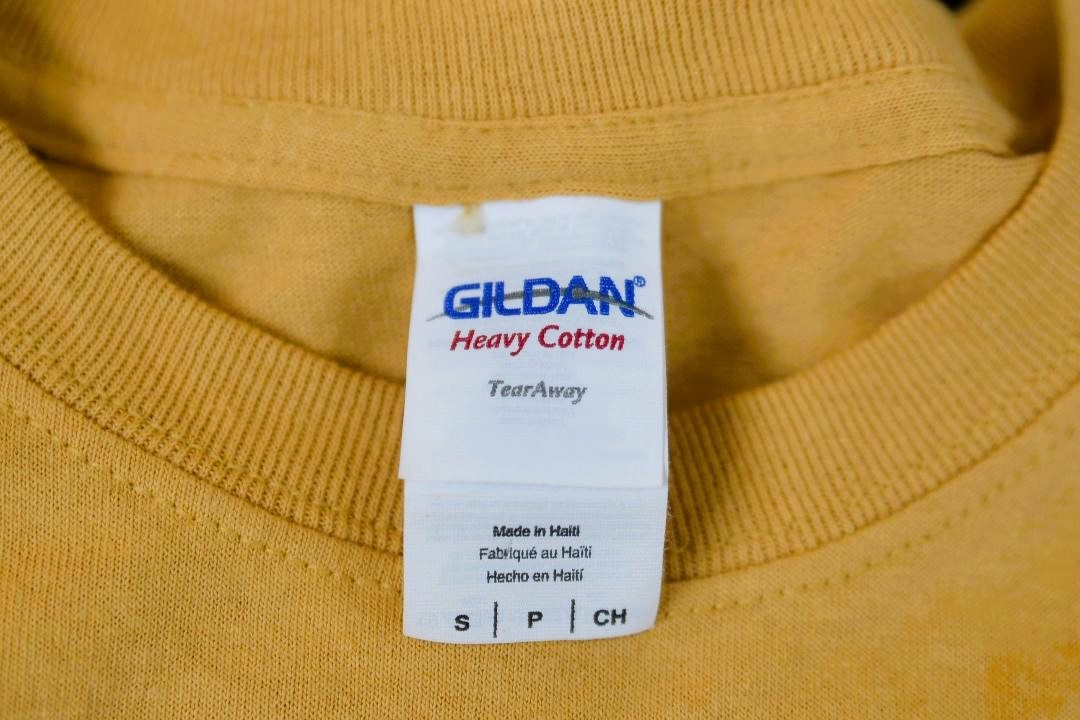 GILDAN®
Heavy Cotton
TearAway
Made in Haiti
Fabriqué au Haïti
Hecho en Haití
S | P | CH